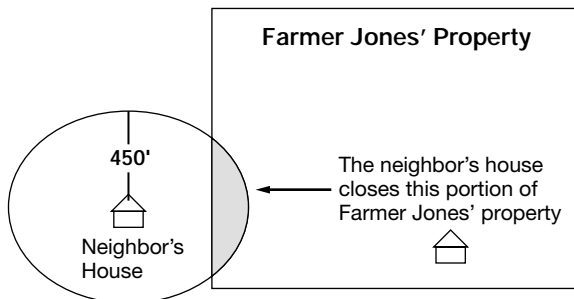 Farmer Jones’ Property
450'
Neighbor’s
House
The neighbor’s house
closes this portion of
Farmer Jones’ property